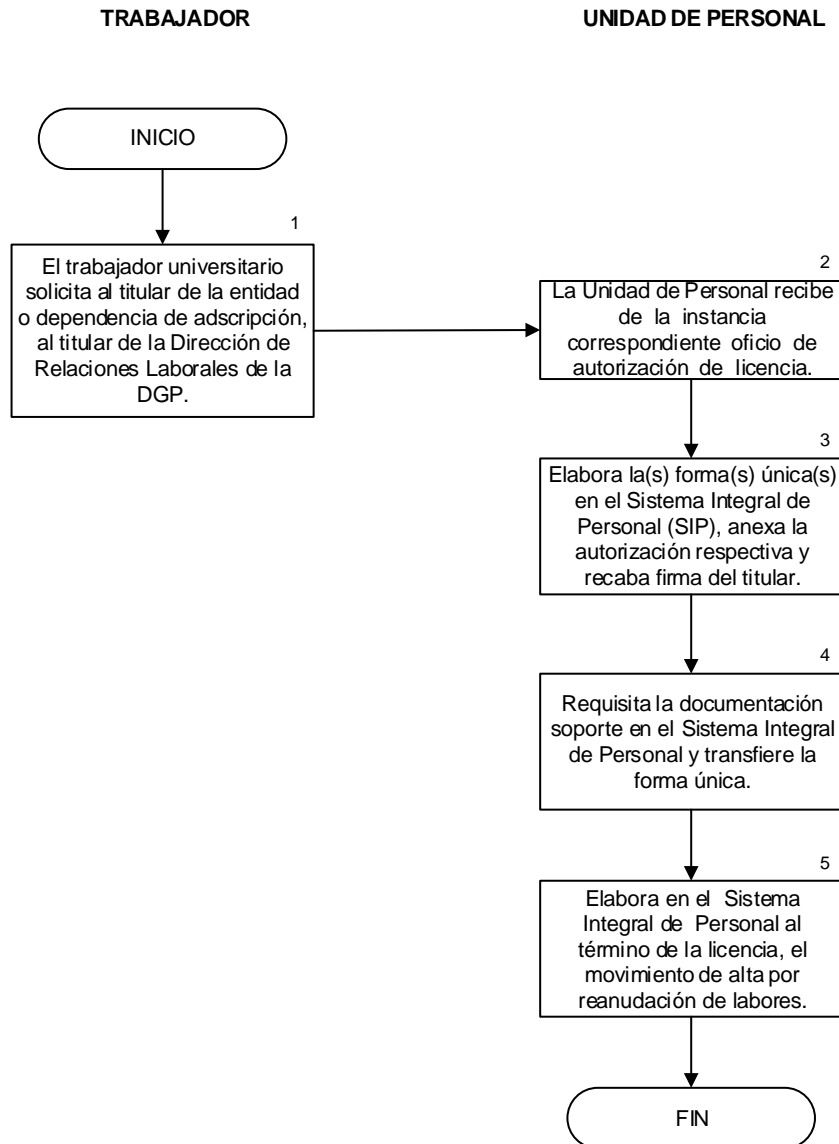 TRABAJADOR
UNIDAD DE PERSONAL
INICIO
1
El trabajador universitario
solicita al titular de la entidad
o dependencia de adscripción,
al titular de la Dirección de
Relaciones Laborales de la
DGP.
2
La Unidad de Personal recibe
de la instancia
correspondiente oficio de
autorización de licencia.
3
Elabora la(s) forma(s) única(s)
en el Sistema Integral de
Personal (SIP), anexa la
autorización respectiva y
recaba firma del titular.
4
Requisita la documentación
soporte en el Sistema Integral
de Personal y transfiere la
forma única.
5
Elabora en el Sistema
Integral de Personal al
término de la licencia, el
movimiento de alta por
reanudación de labores.
FIN